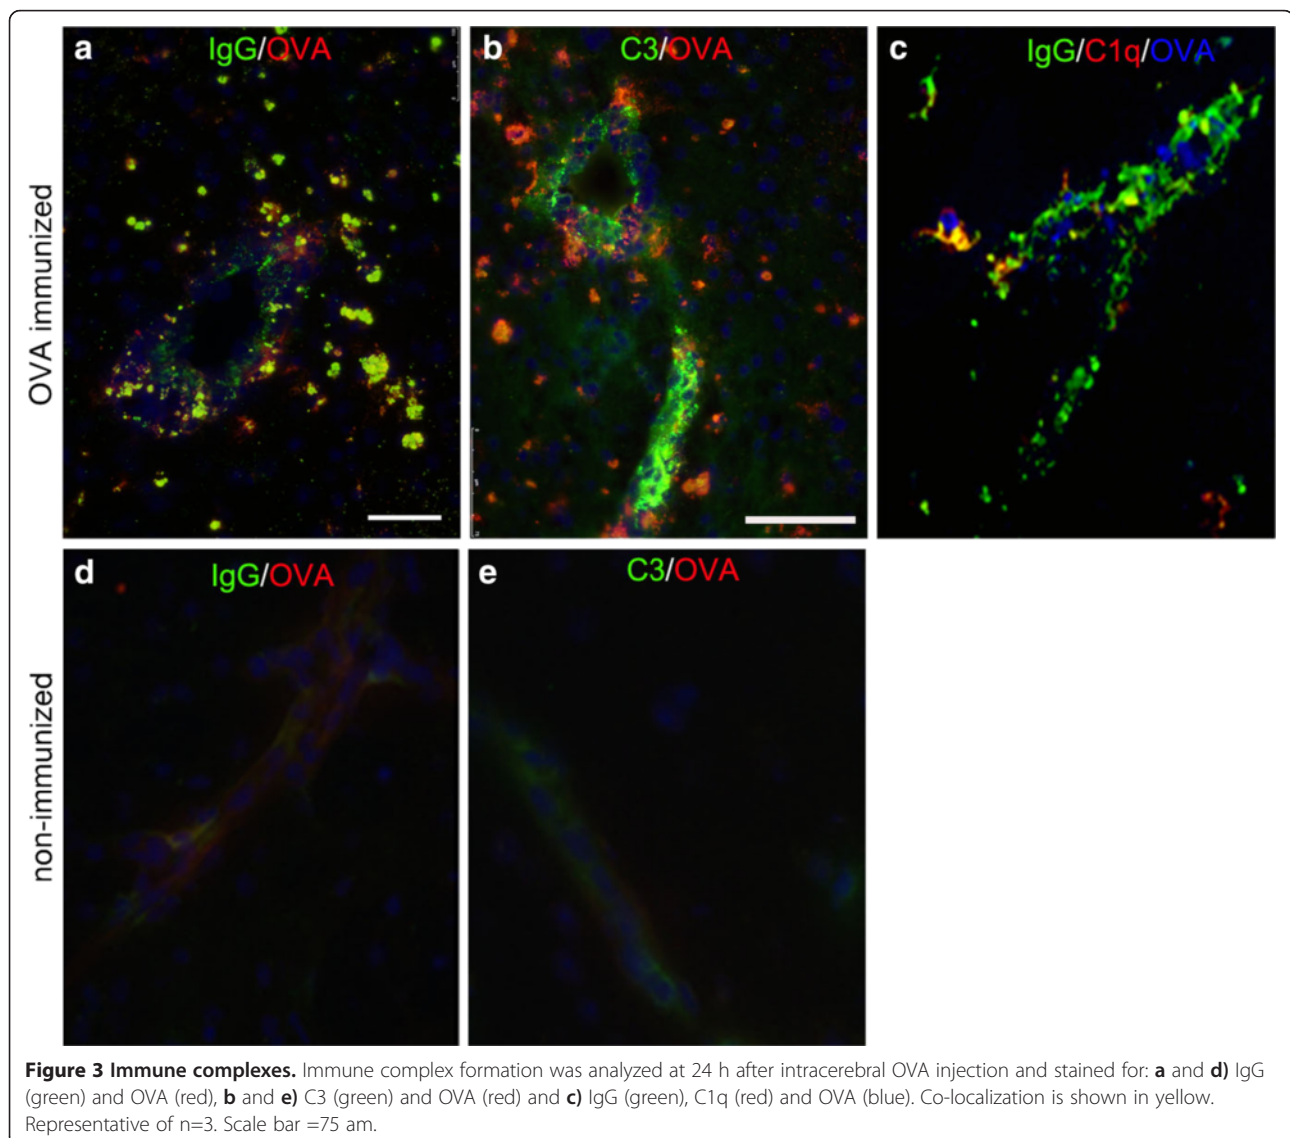 a
IgG/OVA
b
C3/OVA
c
IgG/C1q/OVA
OVA immunized
d
IgG/OVA
e
C3/OVA
non-immunized
Figure 3 Immune complexes. Immune complex formation was analyzed at 24 h after intracerebral OVA injection and stained for: a and d) IgG
(green) and OVA (red), b and e) C3 (green) and OVA (red) and c) IgG (green), C1q (red) and OVA (blue). Co-localization is shown in yellow.
Representative of n=3. Scale bar =75 am.